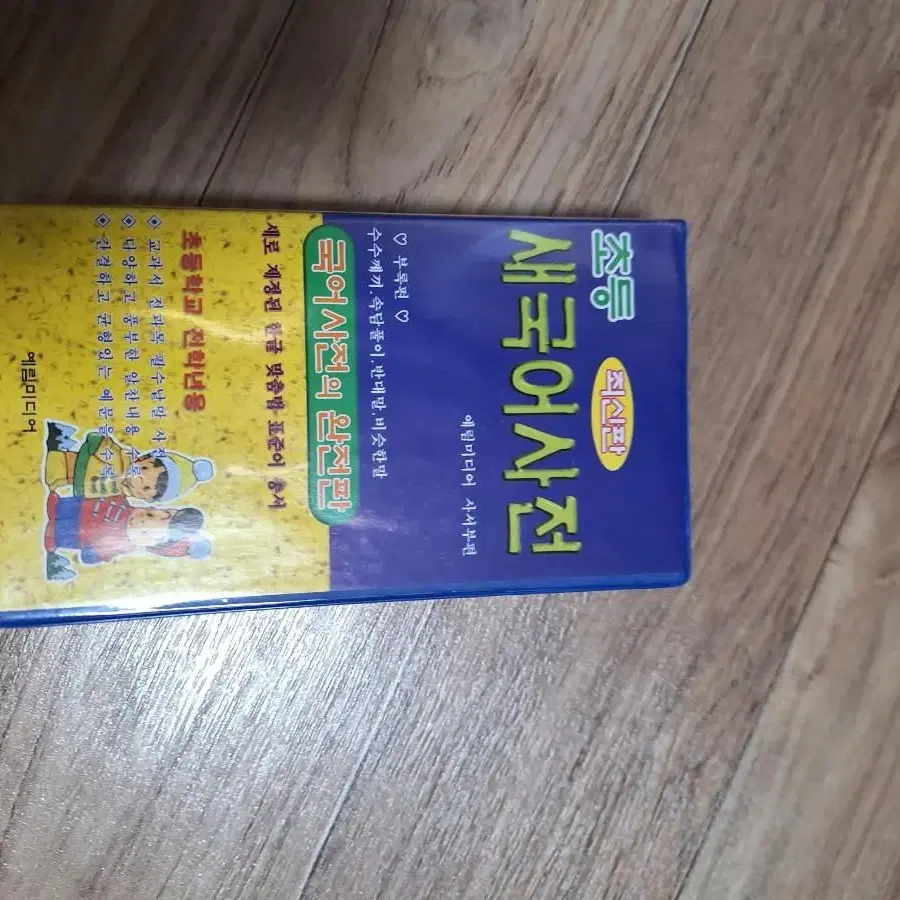 초등
최신판
새국어사전
예림미디어 사서부편
♡ 부록편 ♡
수수께끼.속담풀이.반대말.비슷한말
국어사전의 완전판
새로 제정된 한글 맞춤법 표준어 총서
초등학교 전학년용
◈ 교과서 전과목 필수낱말 사전
◈ 다양하고 풍부한 알찬내용 수록
◈ 간결하고 균형있는 예문을 수록
예림미디어